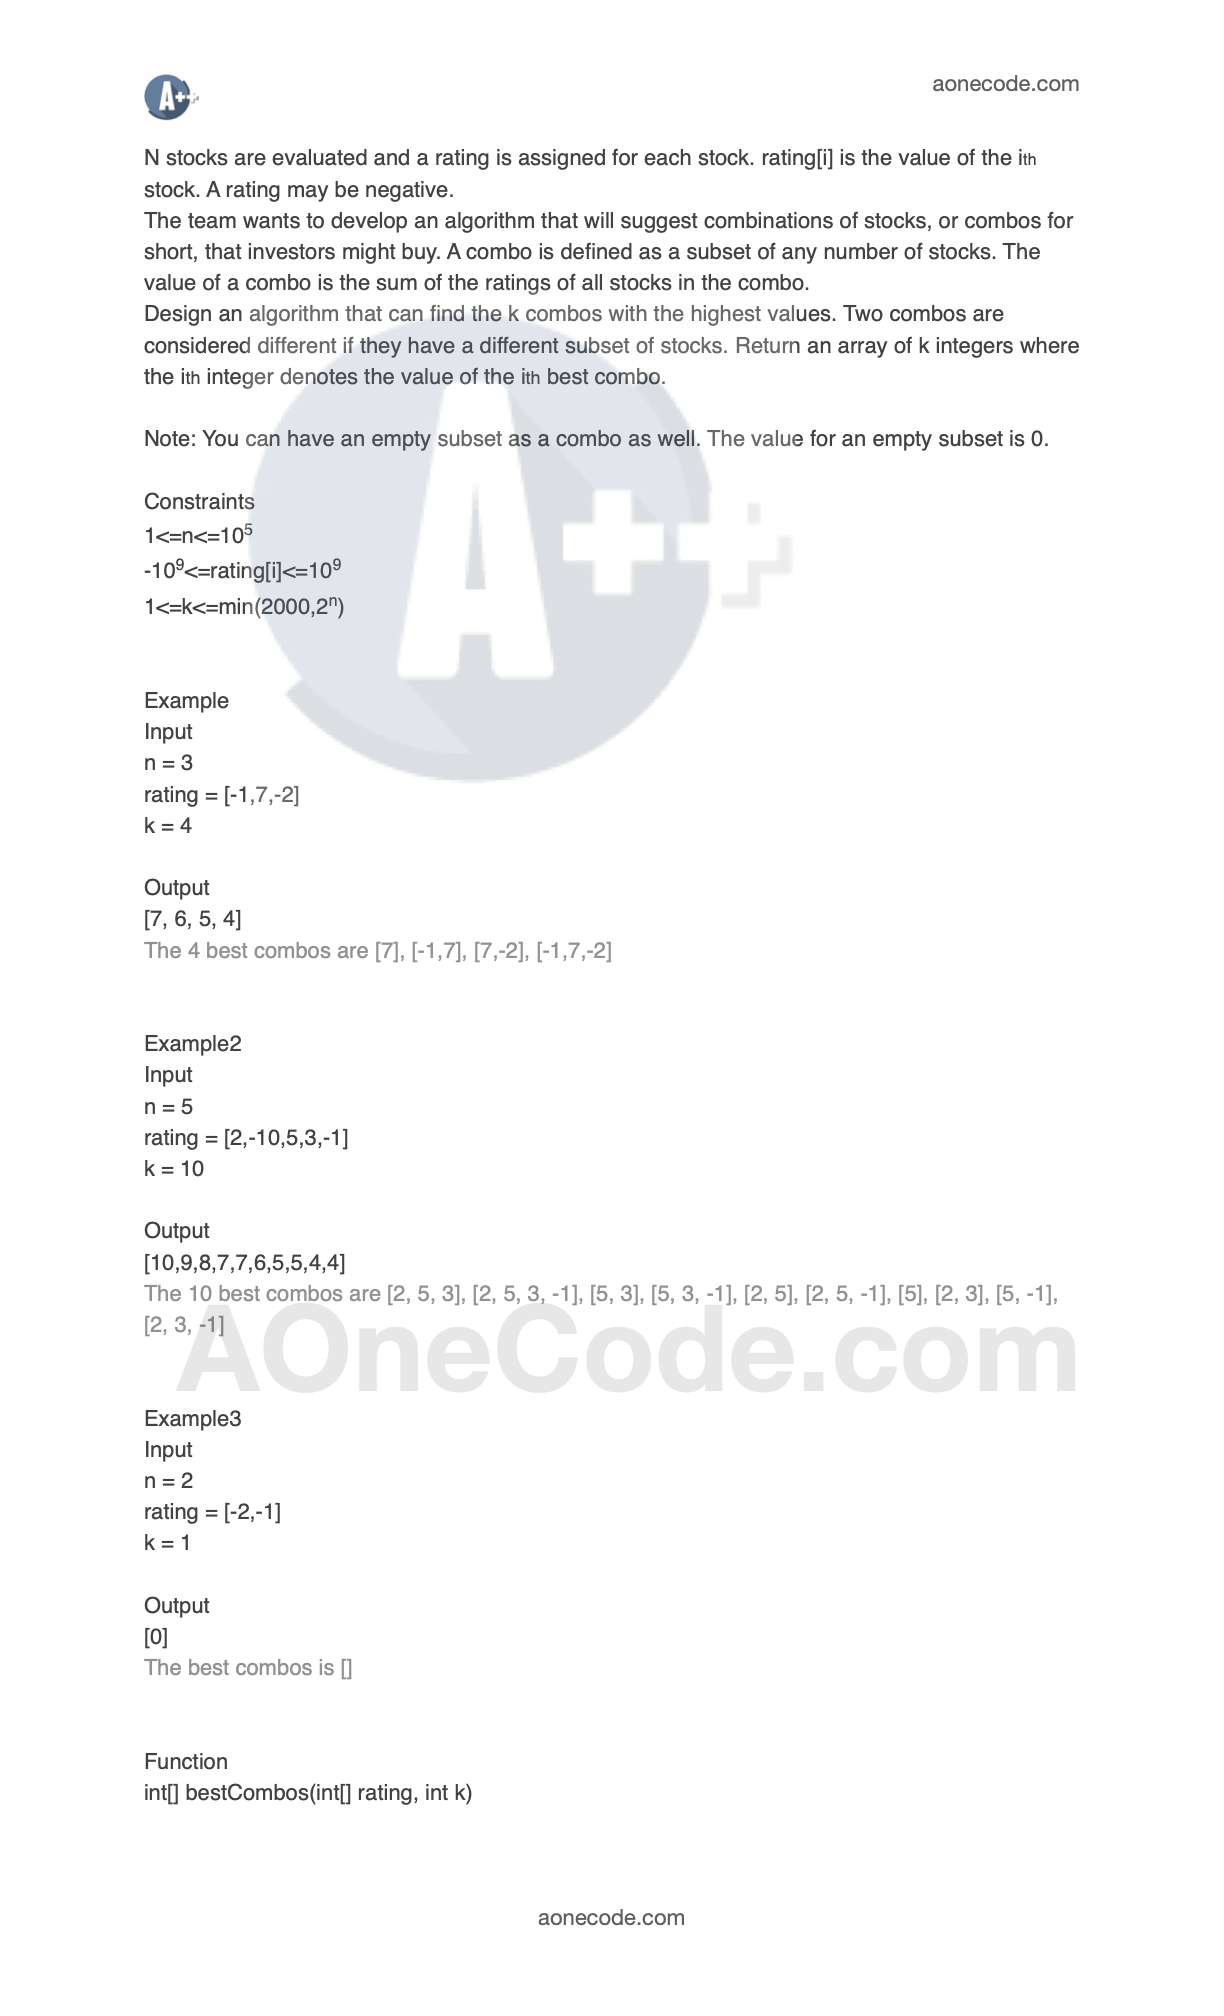 A++
aonecode.com
N stocks are evaluated and a rating is assigned for each stock. rating[i] is the value of the ith
stock. A rating may be negative.
The team wants to develop an algorithm that will suggest combinations of stocks, or combos for
short, that investors might buy. A combo is defined as a subset of any number of stocks. The
value of a combo is the sum of the ratings of all stocks in the combo.
Design an algorithm that can find the k combos with the highest values. Two combos are
considered different if they have a different subset of stocks. Return an array of k integers where
the ith integer denotes the value of the ith best combo.
Note: You can have an empty subset as a combo as well. The value for an empty subset is 0.
Constraints
1<=n<=10⁵
-10⁹<=rating[i]<=10⁹
1<=k<=min(2000,2ⁿ)
A++
Example
Input
n = 3
rating = [-1,7,-2]
k = 4
Output
[7, 6, 5, 4]
The 4 best combos are [7], [-1,7], [7,-2], [-1,7,-2]
Example2
Input
n = 5
rating = [2,-10,5,3,-1]
k = 10
Output
[10,9,8,7,7,6,5,5,4,4]
The 10 best combos are [2, 5, 3], [2, 5, 3, -1], [5, 3], [5, 3, -1], [2, 5], [2, 5, -1], [5], [2, 3], [5, -1],
[2, 3, -1]
AOneCode.com
Example3
Input
n = 2
rating = [-2,-1]
k = 1
Output
[0]
The best combos is []
Function
int[] bestCombos(int[] rating, int k)
aonecode.com